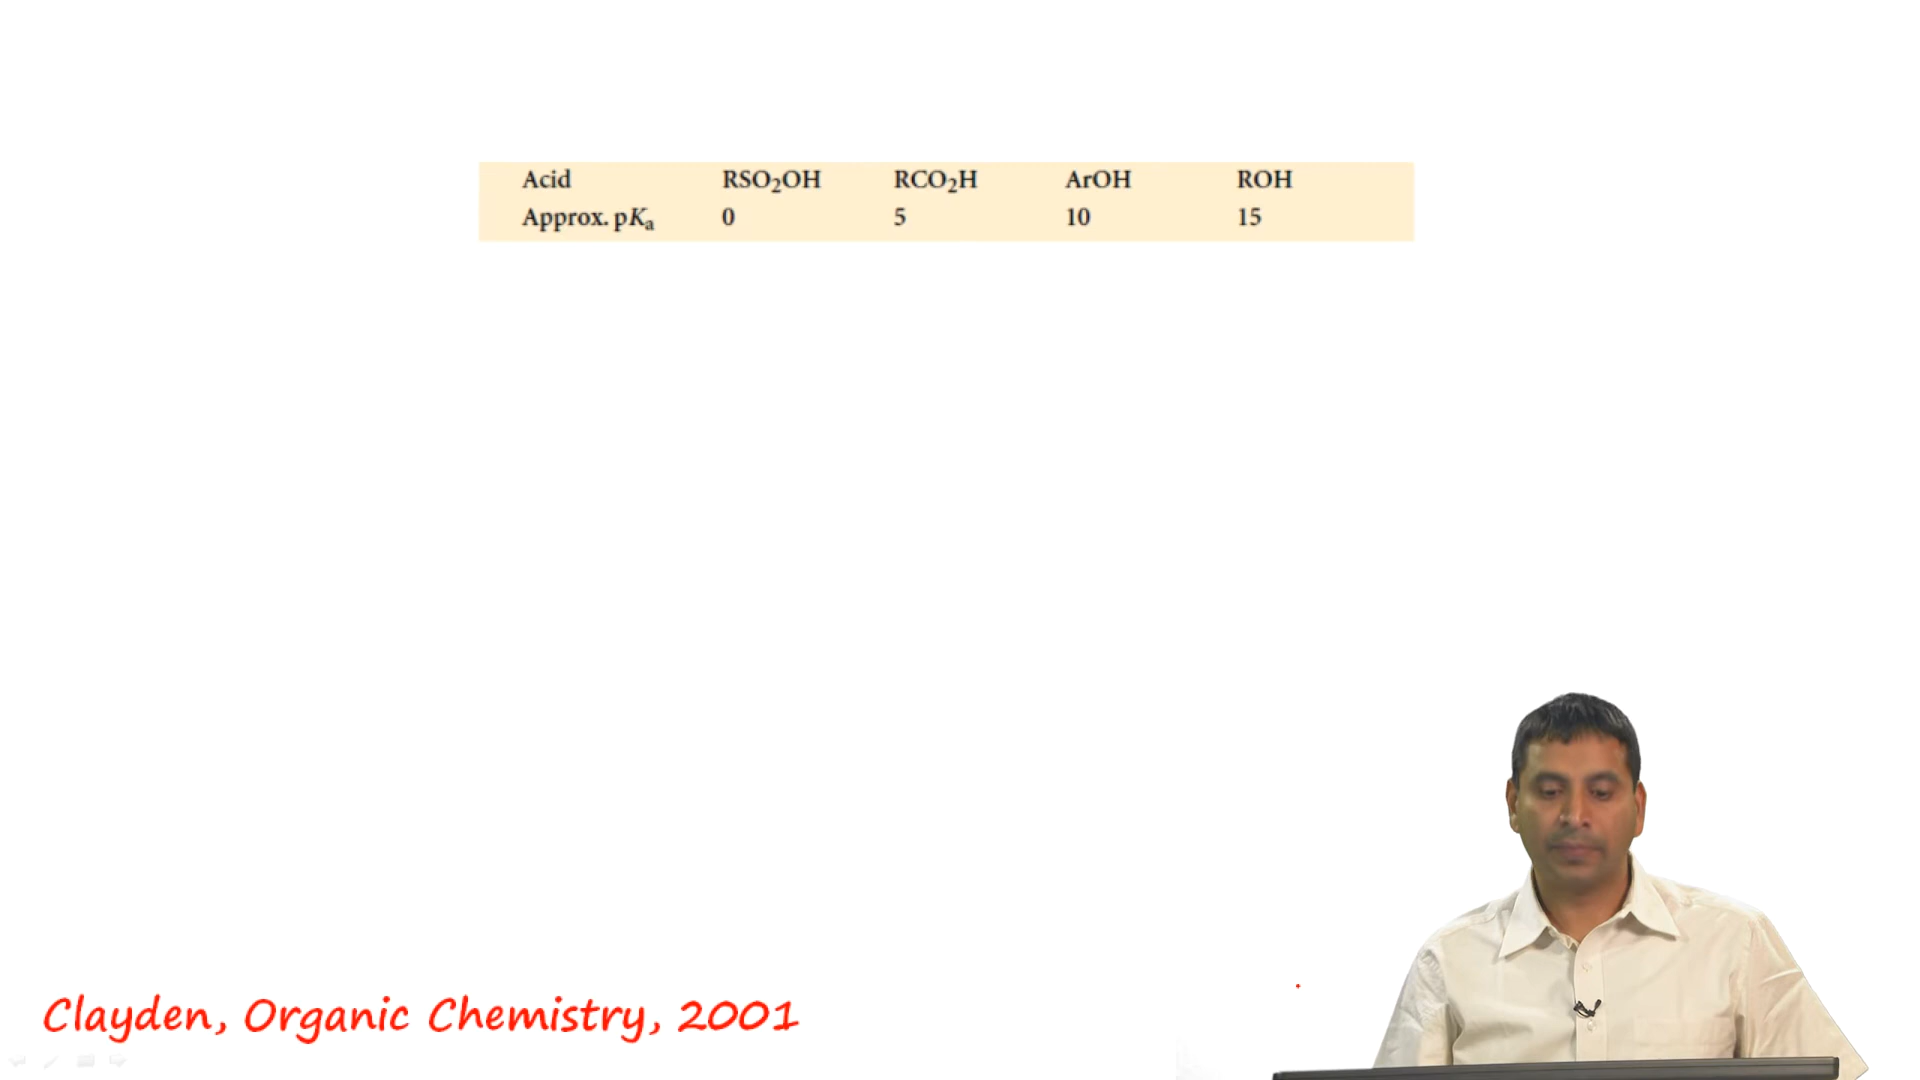 Acid RSO₂OH RCO₂H ArOH ROH
Approx. pKₐ 0 5 10 15
Clayden, Organic Chemistry, 2001